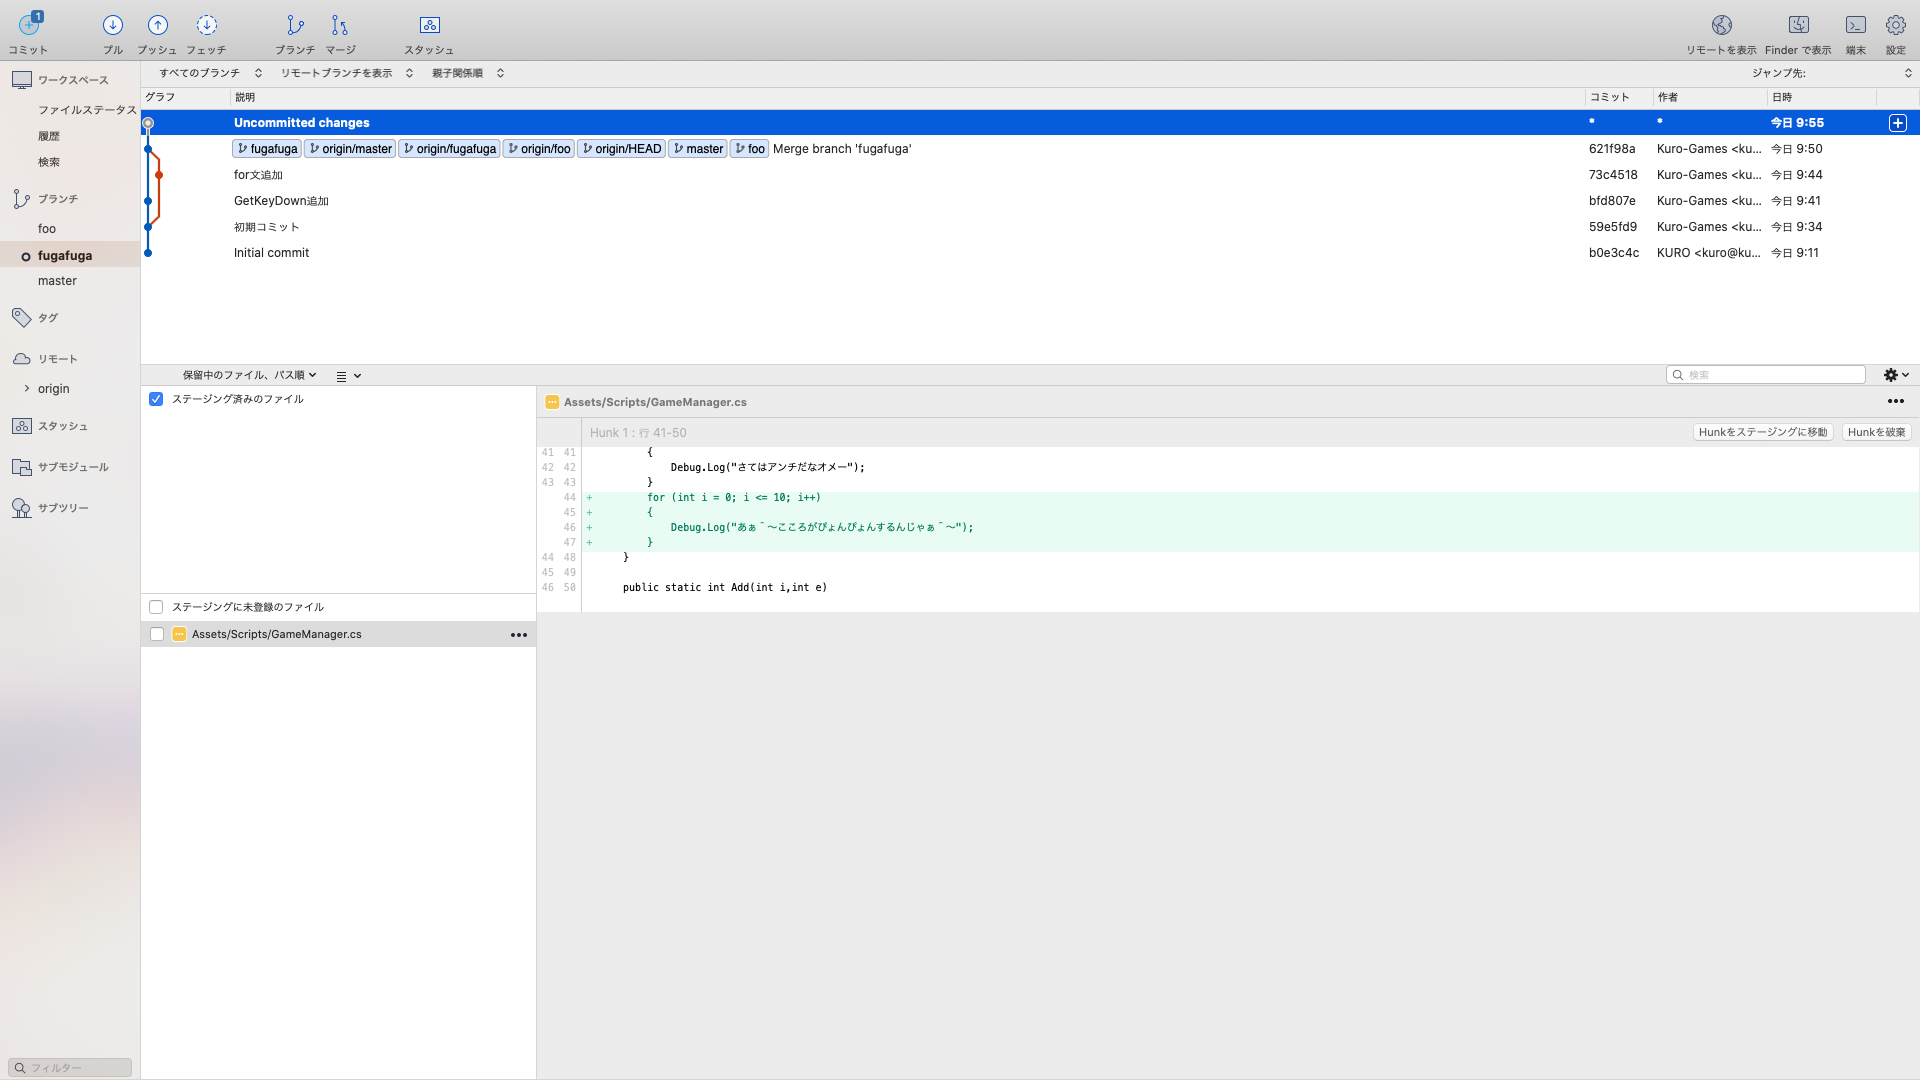 1
コミット プル プッシュ フェッチ ブランチ マージ スタッシュ リモートを表示 Finder で表示 端末 設定
ワークスペース
ファイルステータス
履歴
検索
ブランチ
foo
fugafuga
master
タグ
リモート
origin
スタッシュ
サブモジュール
サブツリー
フィルター
すべてのブランチ リモートブランチを表示 親子関係順 ジャンプ先:
グラフ 説明 コミット 作者 日時
Uncommitted changes * * 今日 9:55
fugafuga origin/master origin/fugafuga origin/foo origin/HEAD master foo Merge branch 'fugafuga' 621f98a Kuro-Games <ku... 今日 9:50
for文追加 73c4518 Kuro-Games <ku... 今日 9:44
GetKeyDown追加 bfd807e Kuro-Games <ku... 今日 9:41
初期コミット 59e5fd9 Kuro-Games <ku... 今日 9:34
Initial commit b0e3c4c KURO <kuro@ku... 今日 9:11
保留中のファイル、パス順 検索
ステージング済みのファイル
ステージングに未登録のファイル
Assets/Scripts/GameManager.cs
Assets/Scripts/GameManager.cs
Hunk 1 : 行 41-50 Hunkをステージングに移動 Hunkを破棄
41 41 {
42 42 Debug.Log("さてはアンチだなオメー");
43 43 }
44 + for (int i = 0; i <= 10; i++)
45 + {
46 + Debug.Log("あぁ＾〜こころがぴょんぴょんするんじゃぁ＾〜");
47 + }
44 48 }
45 49
46 50 public static int Add(int i,int e)